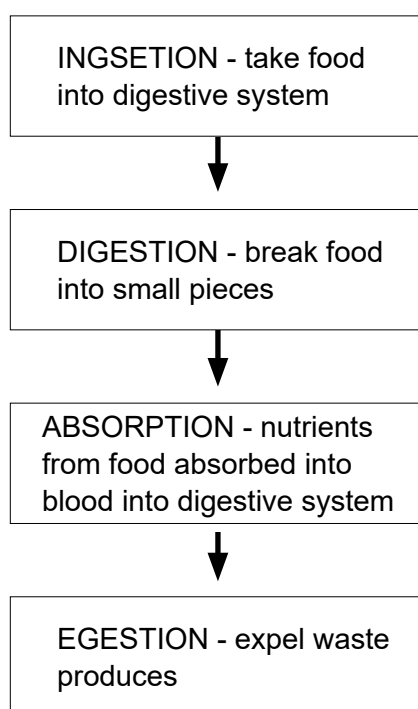 INGSETION - take food
into digestive system
DIGESTION - break food
into small pieces
ABSORPTION - nutrients
from food absorbed into
blood into digestive system
EGESTION - expel waste
produces